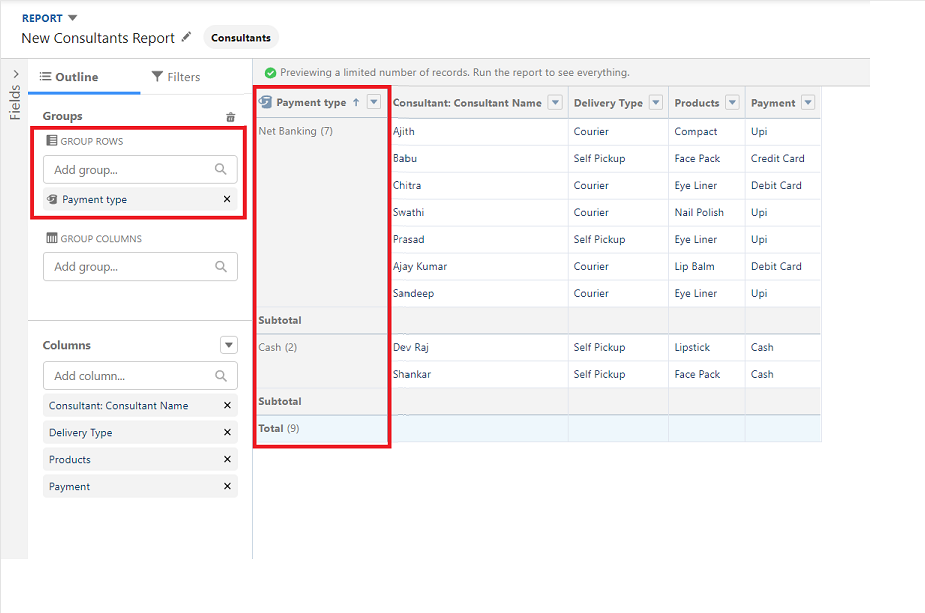 REPORT
New Consultants Report
Consultants
Fields
Outline
Filters
Groups
GROUP ROWS
Add group...
Payment type
GROUP COLUMNS
Add group...
Columns
Add column...
Consultant: Consultant Name
Delivery Type
Products
Payment
Previewing a limited number of records. Run the report to see everything.
Payment type Consultant: Consultant Name Delivery Type Products Payment
Net Banking (7) Ajith Courier Compact Upi
Babu Self Pickup Face Pack Credit Card
Chitra Courier Eye Liner Debit Card
Swathi Courier Nail Polish Upi
Prasad Self Pickup Eye Liner Upi
Ajay Kumar Courier Lip Balm Debit Card
Sandeep Courier Eye Liner Upi
Subtotal
Cash (2) Dev Raj Self Pickup Lipstick Cash
Shankar Self Pickup Face Pack Cash
Subtotal
Total (9)